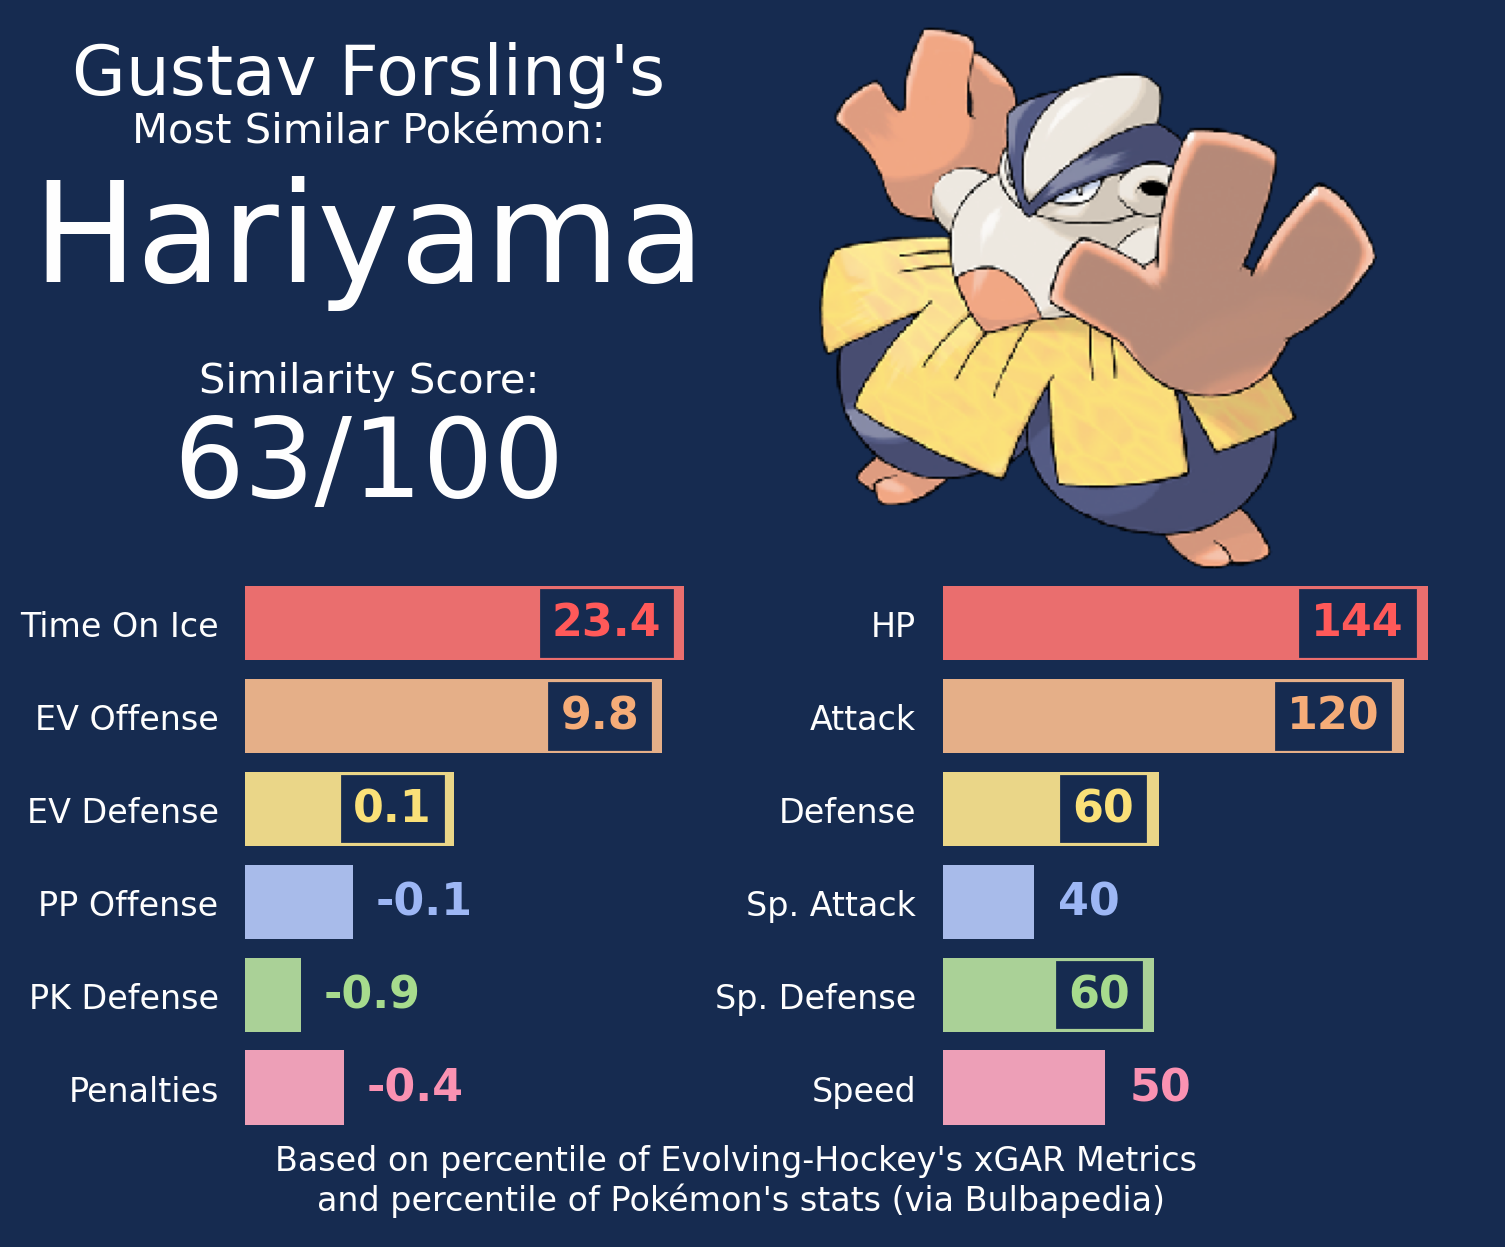 Gustav Forsling's
Most Similar Pokémon:
Hariyama
Similarity Score:
63/100
Time On Ice 23.4
EV Offense 9.8
EV Defense 0.1
PP Offense -0.1
PK Defense -0.9
Penalties -0.4
HP 144
Attack 120
Defense 60
Sp. Attack 40
Sp. Defense 60
Speed 50
Based on percentile of Evolving-Hockey's xGAR Metrics
and percentile of Pokémon's stats (via Bulbapedia)